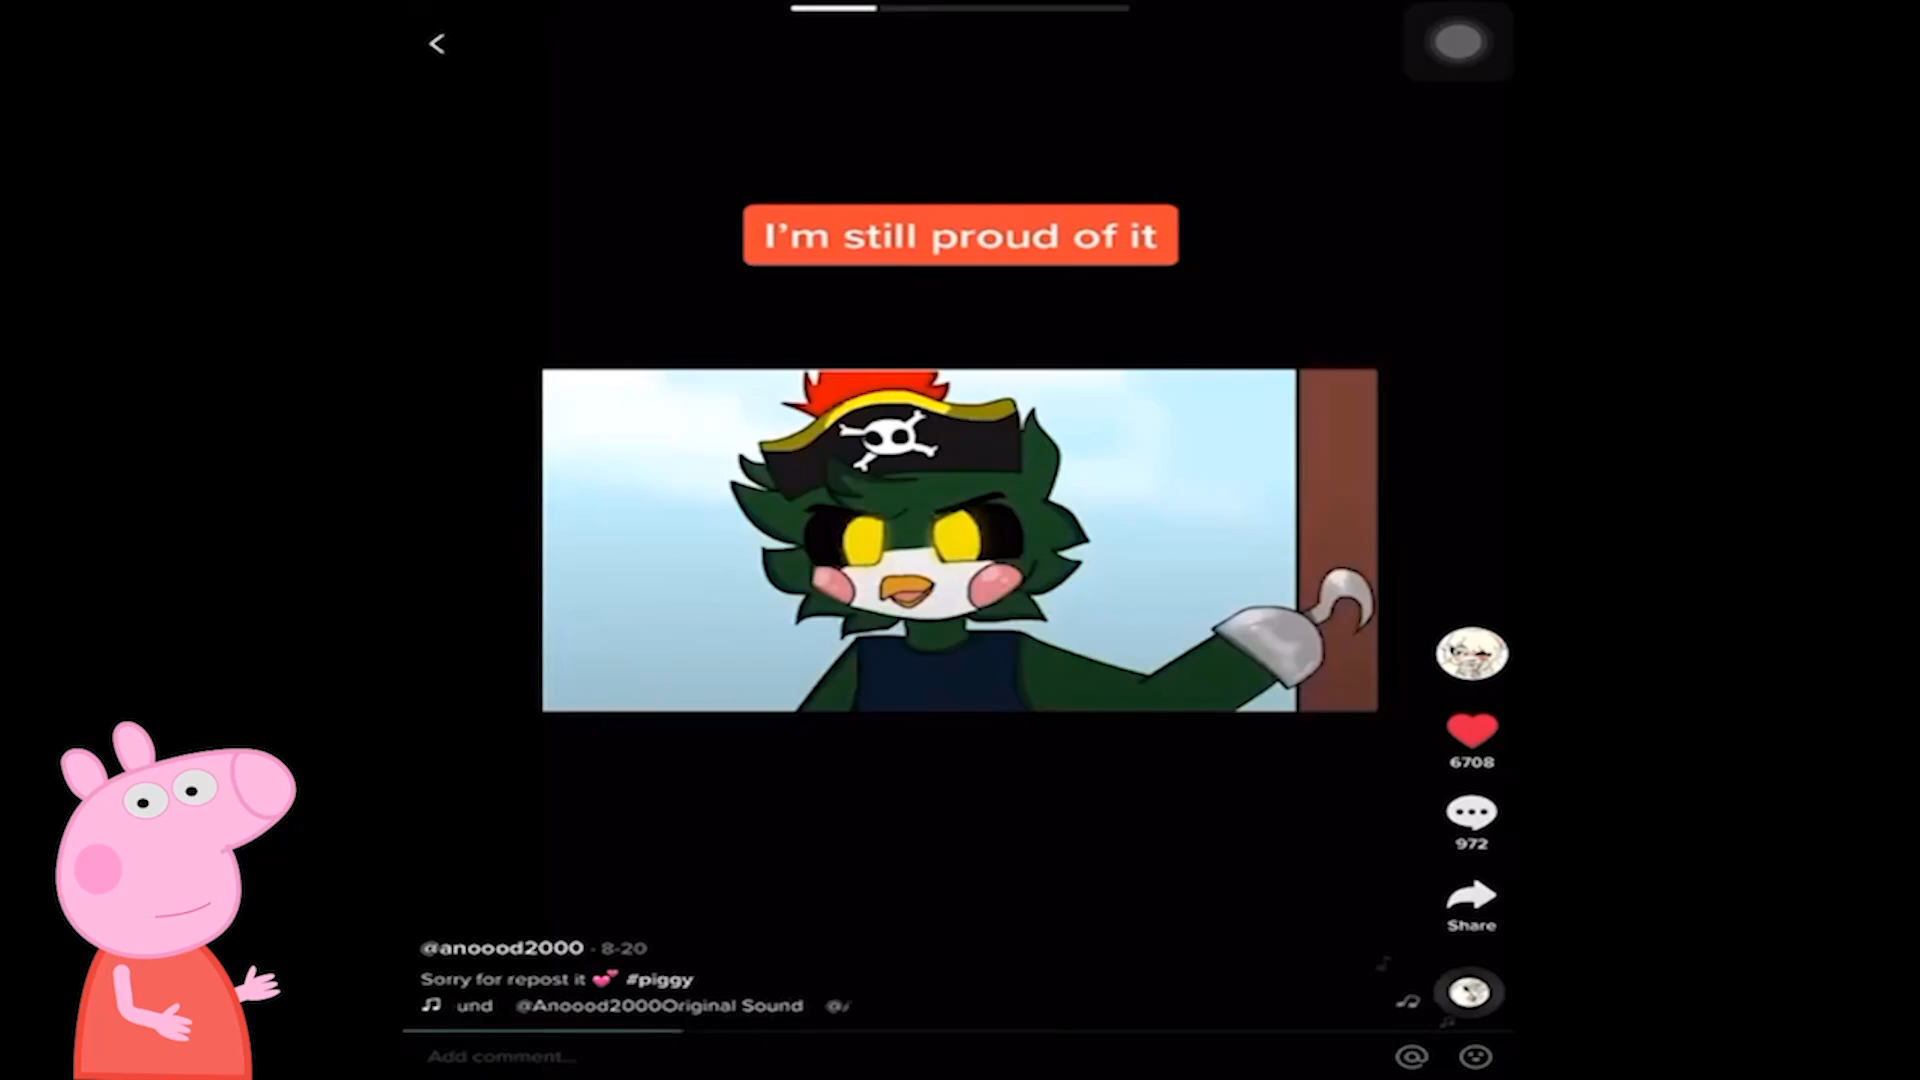 I'm still proud of it
6708
972
Share
@anoood2000 · 8-20
Sorry for repost it 💕 #piggy
und @Anoood2000Original Sound
Add comment...